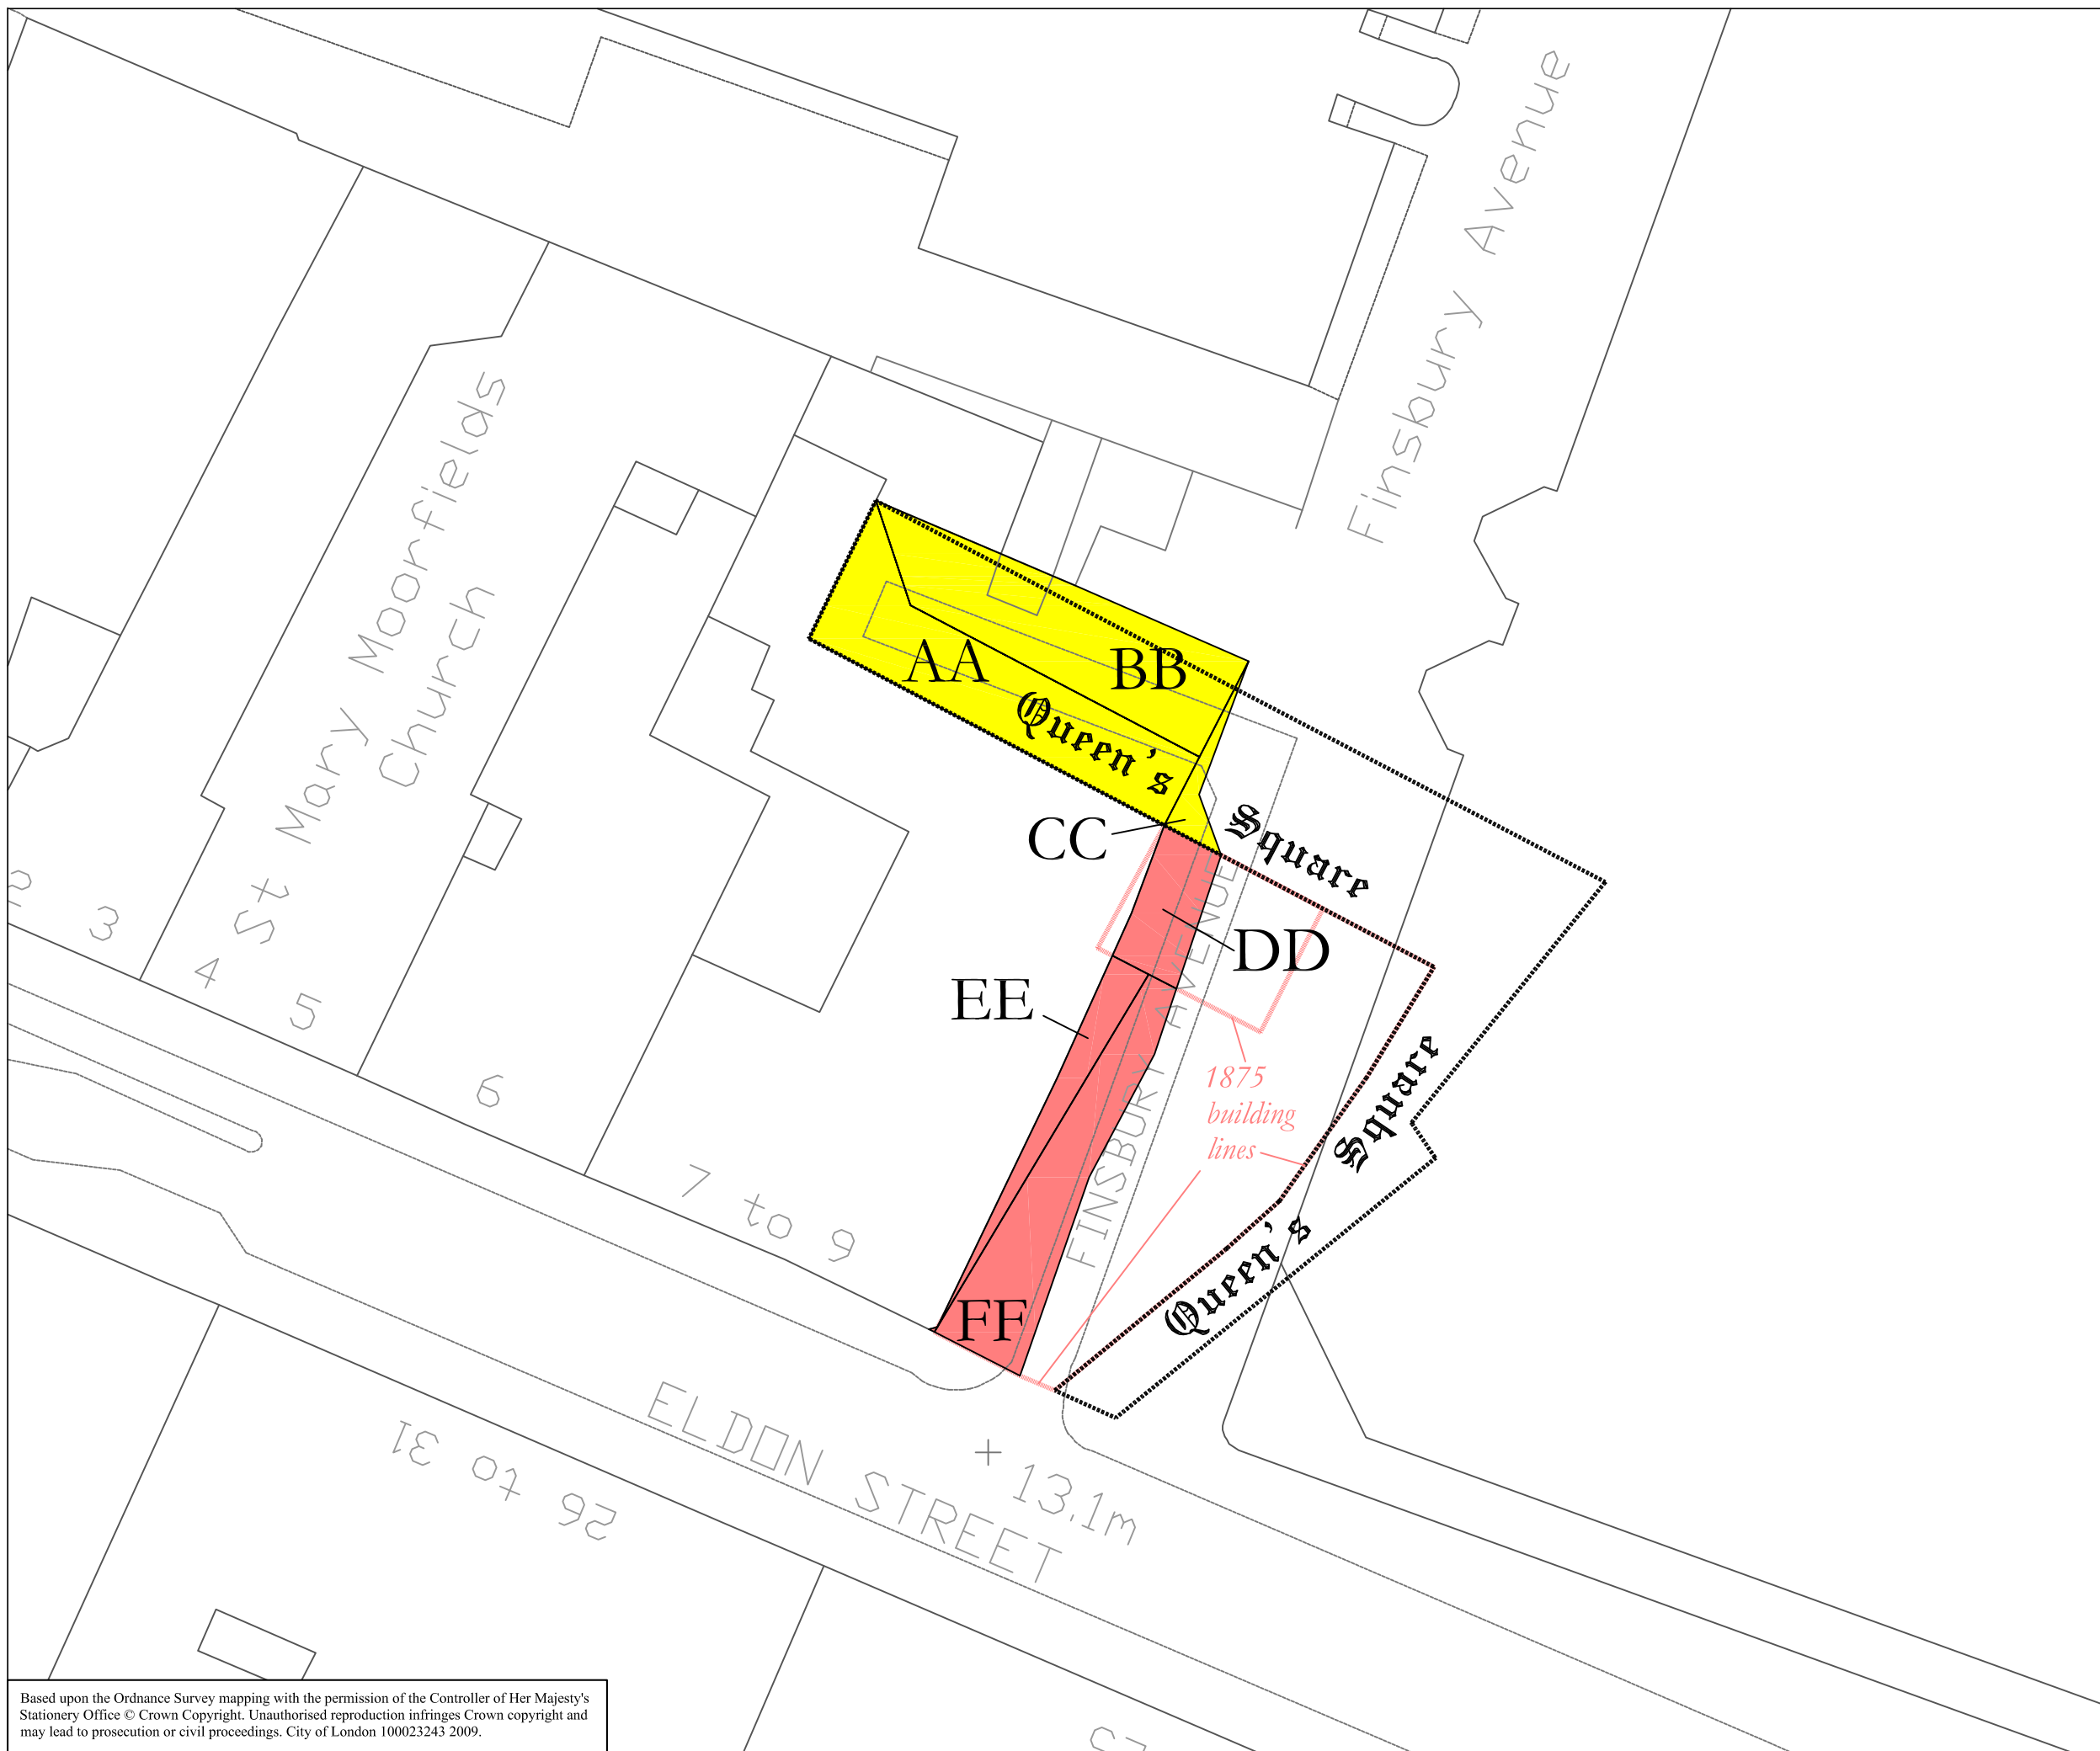 Finsbury Avenue
St Mary Moorfields
Church
AA
BB
Queen's
Square
CC
DD
EE
FF
FINSBURY AVENUE
1875
building
lines
Queen's Square
3
4
5
6
7 to 9
ELDON STREET
+ 13.1m
26 to 31
Based upon the Ordnance Survey mapping with the permission of the Controller of Her Majesty's
Stationery Office © Crown Copyright. Unauthorised reproduction infringes Crown copyright and
may lead to prosecution or civil proceedings. City of London 100023243 2009.